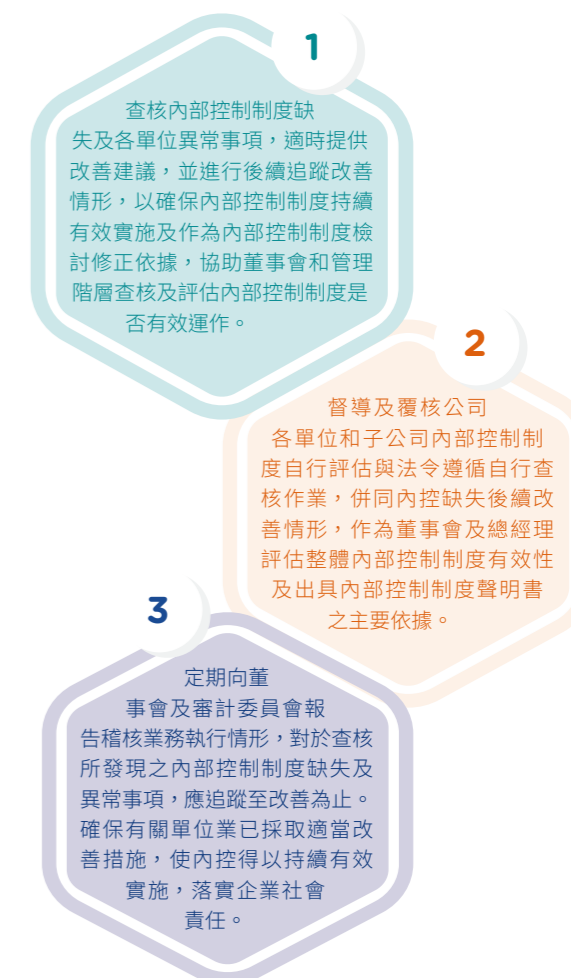 1
查核內部控制制度缺
失及各單位異常事項，適時提供
改善建議，並進行後續追蹤改善
情形，以確保內部控制制度持續
有效實施及作為內部控制制度檢
討修正依據，協助董事會和管理
階層查核及評估內部控制制度是
否有效運作。
2
督導及覆核公司
各單位和子公司內部控制制
度自行評估與法令遵循自行查
核作業，併同內控缺失後續改
善情形，作為董事會及總經理
評估整體內部控制制度有效性
及出具內部控制制度聲明書
之主要依據。
3
定期向董
事會及審計委員會報
告稽核業務執行情形，對於查核
所發現之內部控制制度缺失及
異常事項，應追蹤至改善為止。
確保有關單位業已採取適當改
善措施，使內控得以持續有效
實施，落實企業社會
責任。